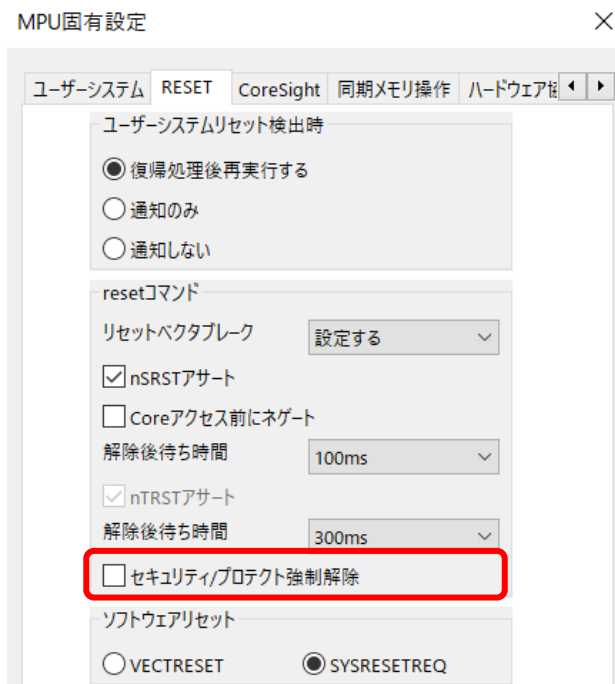 MPU固有設定
ユーザーシステム RESET CoreSight 同期メモリ操作 ハードウェア
ユーザーシステムリセット検出時
復帰処理後再実行する
通知のみ
通知しない
resetコマンド
リセットベクタブレーク 設定する
nSRSTアサート
Coreアクセス前にネゲート
解除後待ち時間 100ms
nTRSTアサート
解除後待ち時間 300ms
セキュリティ/プロテクト強制解除
ソフトウェアリセット
VECTRESET SYSRESETREQ